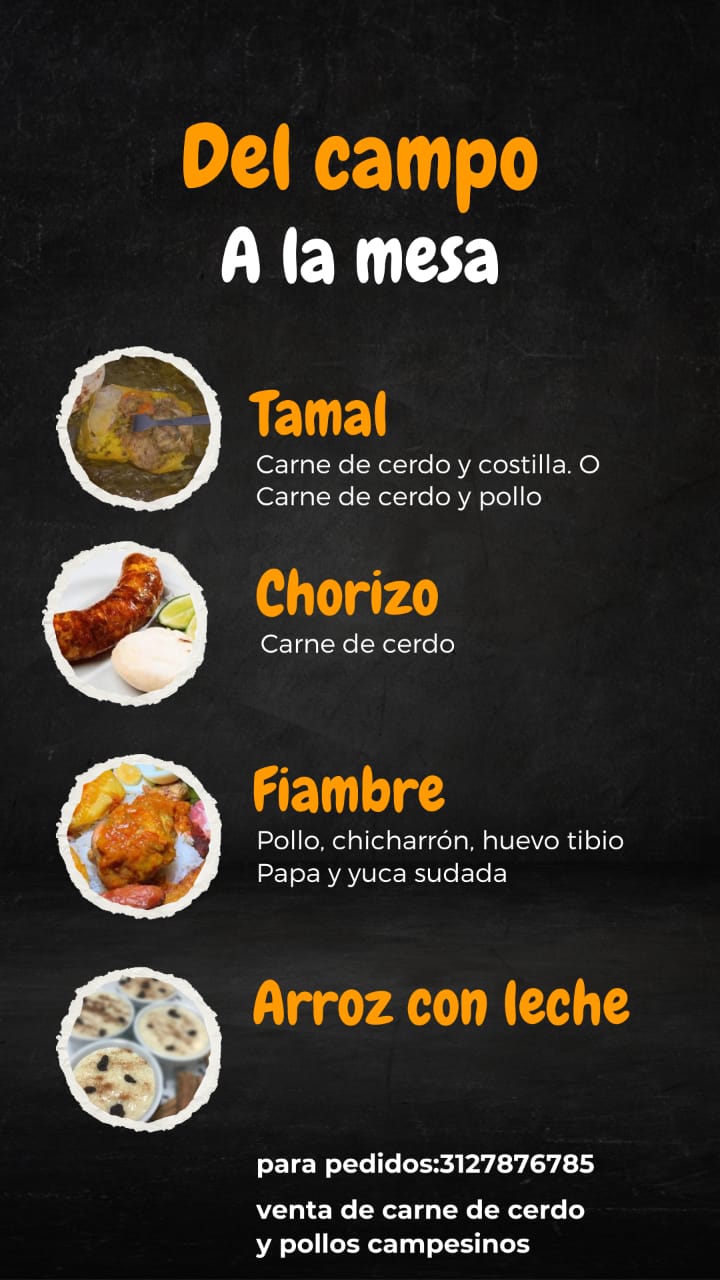 Del campo
A la mesa
Tamal
Carne de cerdo y costilla. O
Carne de cerdo y pollo
Chorizo
Carne de cerdo
Fiambre
Pollo, chicharrón, huevo tibio
Papa y yuca sudada
Arroz con leche
para pedidos:3127876785
venta de carne de cerdo
y pollos campesinos